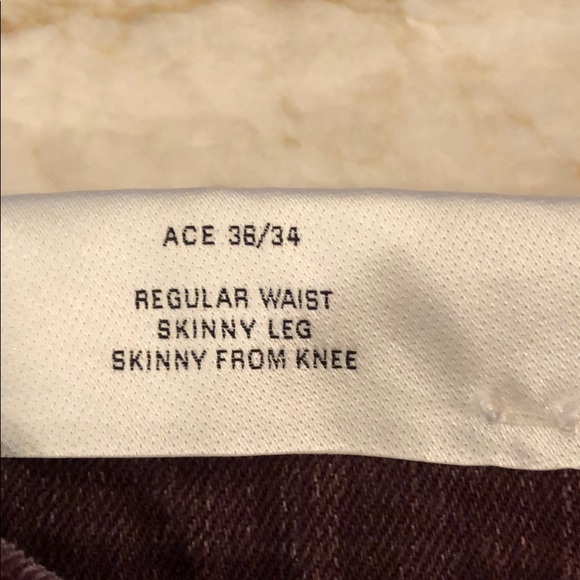 ACE 36/34
REGULAR WAIST
SKINNY LEG
SKINNY FROM KNEE